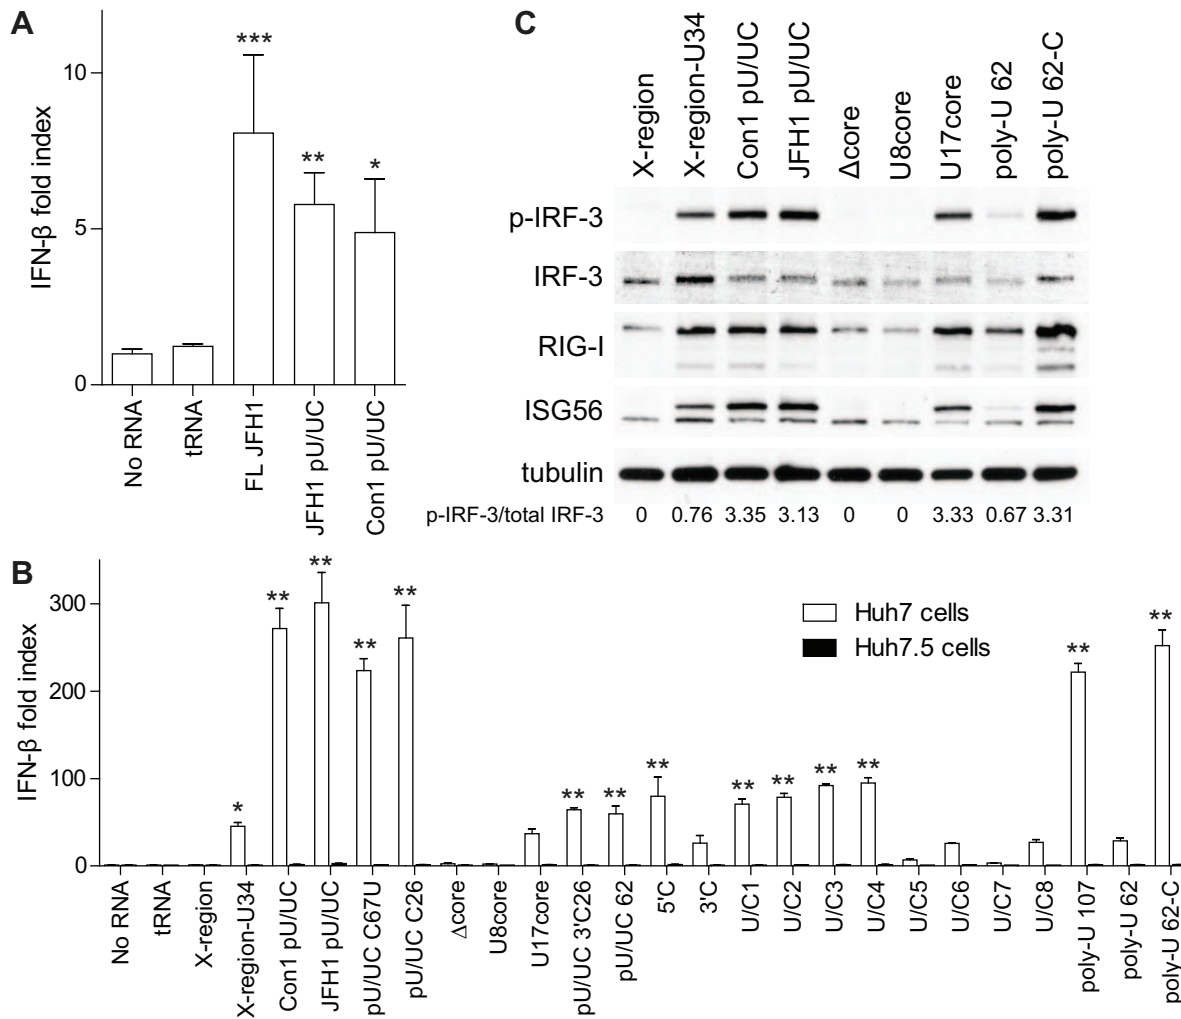 A
IFN-β fold index
10
5
0
***
**
*
No RNA
tRNA
FL JFH1
JFH1 pU/UC
Con1 pU/UC
C
X-region
X-region-U34
Con1 pU/UC
JFH1 pU/UC
Δcore
U8core
U17core
poly-U 62
poly-U 62-C
p-IRF-3
IRF-3
RIG-I
ISG56
tubulin
p-IRF-3/total IRF-3 0 0.76 3.35 3.13 0 0 3.33 0.67 3.31
B
IFN-β fold index
300
200
100
0
*
**
**
**
**
**
**
**
**
**
**
**
**
**
Huh7 cells
Huh7.5 cells
No RNA
tRNA
X-region
X-region-U34
Con1 pU/UC
JFH1 pU/UC
pU/UC C67U
pU/UC C26
Δcore
U8core
U17core
pU/UC 3'C26
pU/UC 62
5'C
3'C
U/C1
U/C2
U/C3
U/C4
U/C5
U/C6
U/C7
U/C8
poly-U 107
poly-U 62
poly-U 62-C